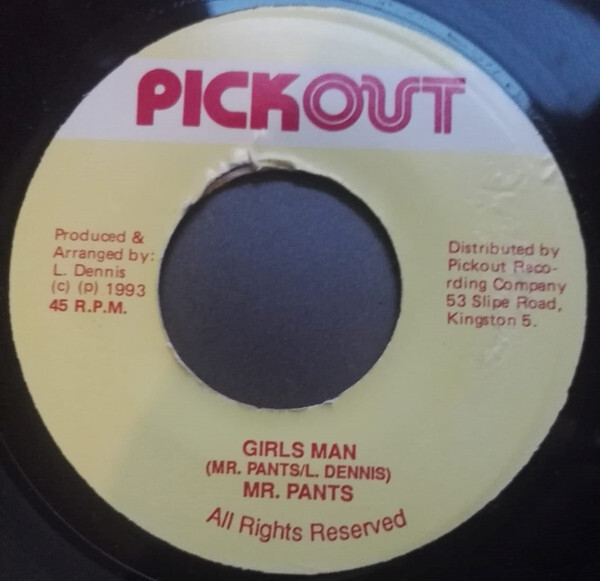 PICKOUT
Produced &
Arranged by:
L. Dennis
(c) (p) 1993
45 R.P.M.
Distributed by
Pickout Reco-
rding Company
53 Slipe Road,
Kingston 5.
GIRLS MAN
(MR. PANTS/L. DENNIS)
MR. PANTS
All Rights Reserved